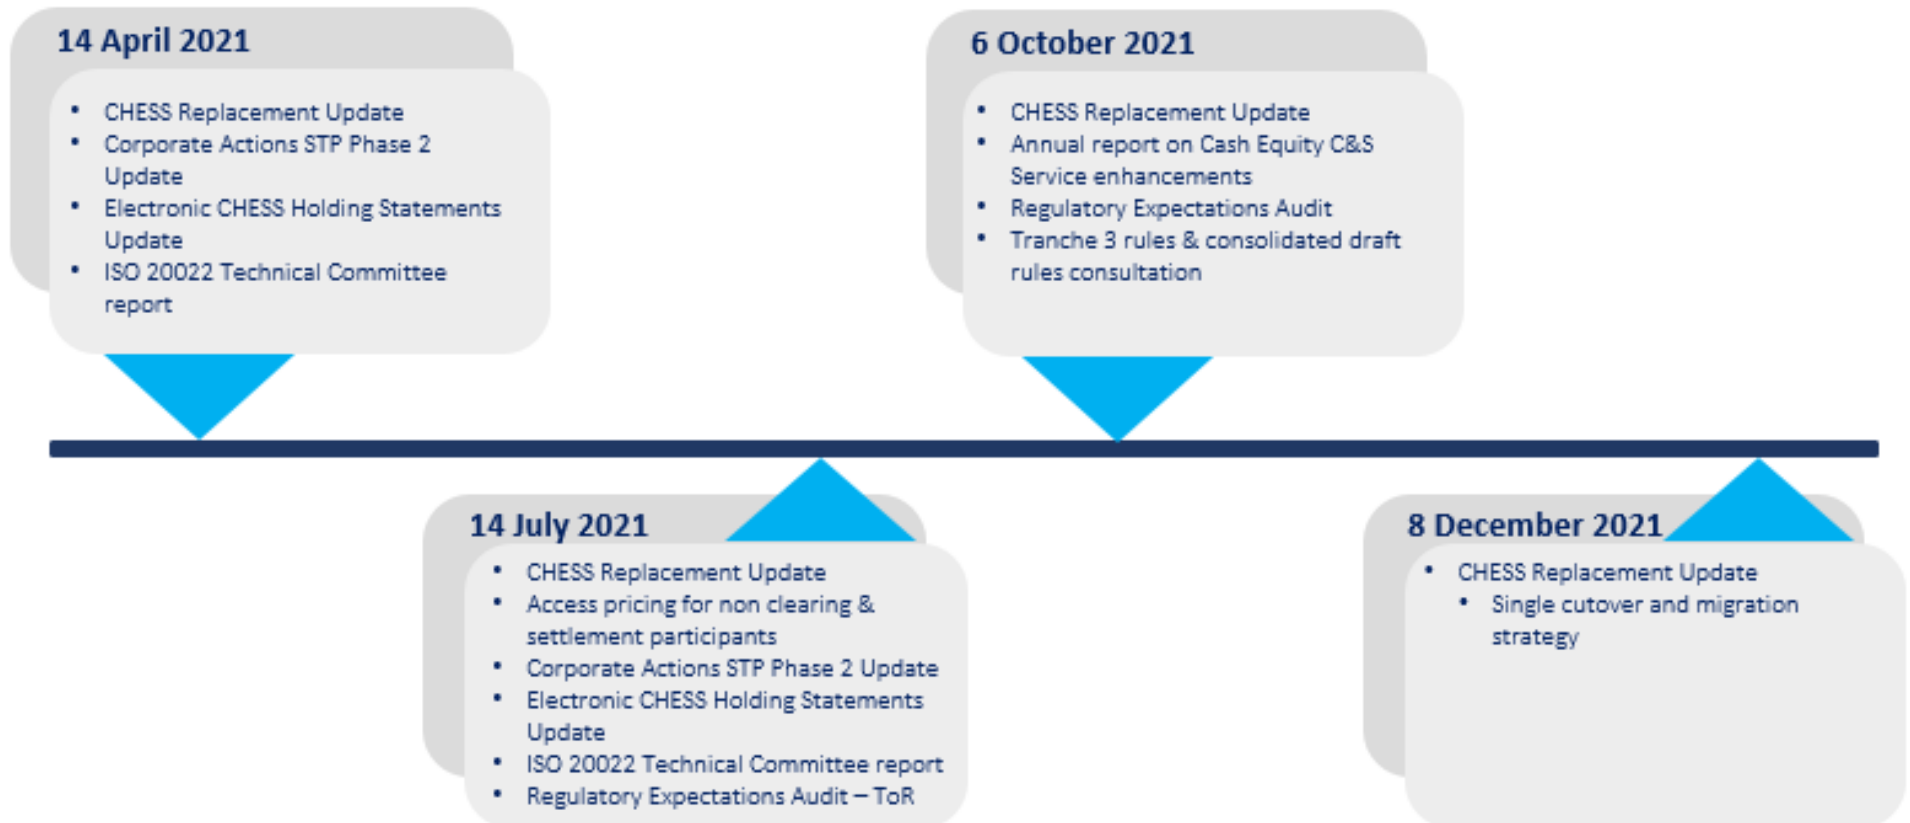 14 April 2021
• CHESS Replacement Update
• Corporate Actions STP Phase 2
Update
• Electronic CHESS Holding Statements
Update
• ISO 20022 Technical Committee
report
14 July 2021
• CHESS Replacement Update
• Access pricing for non clearing &
settlement participants
• Corporate Actions STP Phase 2 Update
• Electronic CHESS Holding Statements
Update
• ISO 20022 Technical Committee report
• Regulatory Expectations Audit – ToR
6 October 2021
• CHESS Replacement Update
• Annual report on Cash Equity C&S
Service enhancements
• Regulatory Expectations Audit
• Tranche 3 rules & consolidated draft
rules consultation
8 December 2021
• CHESS Replacement Update
• Single cutover and migration
strategy